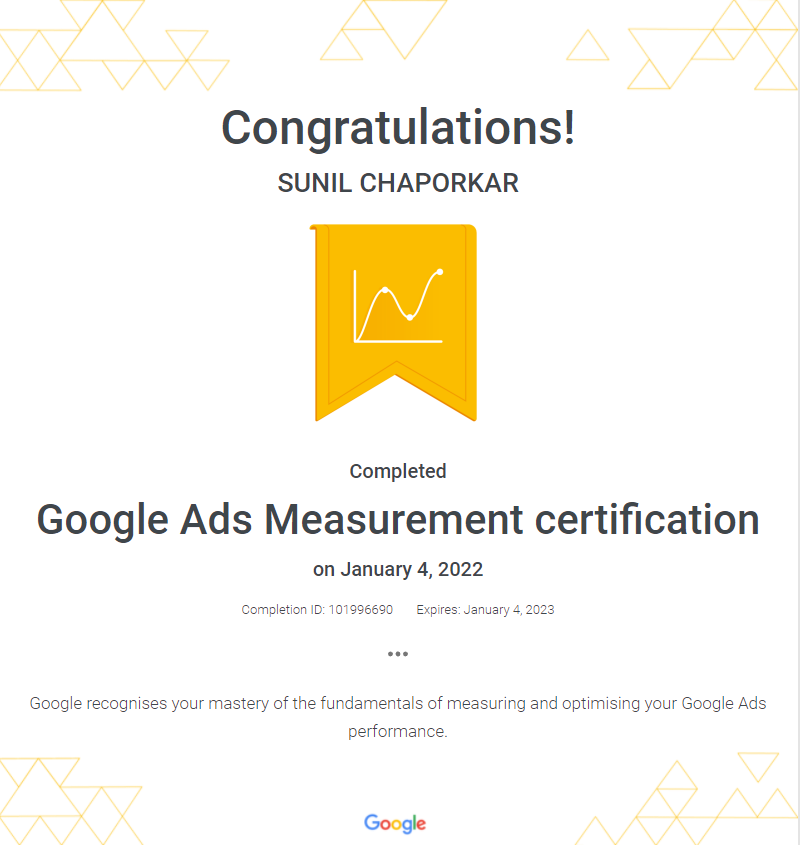 Congratulations!
SUNIL CHAPORKAR
Completed
Google Ads Measurement certification
on January 4, 2022
Completion ID: 101996690 Expires: January 4, 2023
•••
Google recognises your mastery of the fundamentals of measuring and optimising your Google Ads
performance.
Google